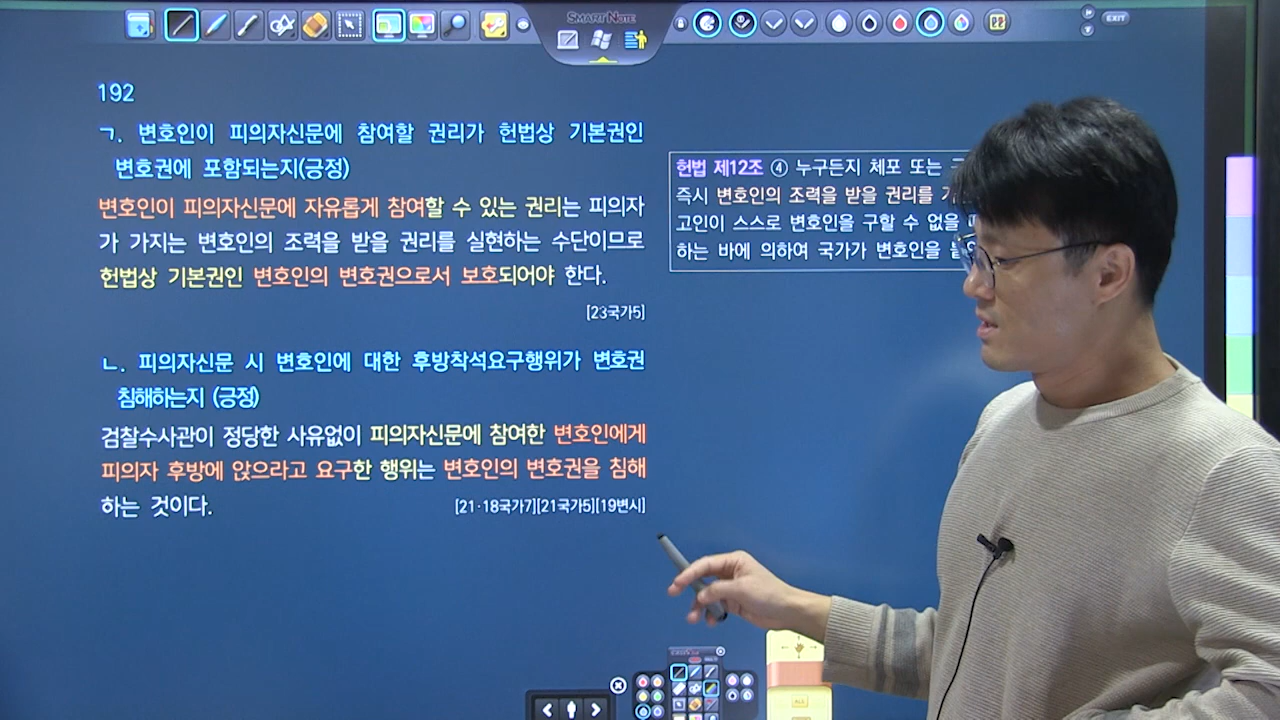 SMART NOTE
EXIT
192
ㄱ. 변호인이 피의자신문에 참여할 권리가 헌법상 기본권인
변호권에 포함되는지(긍정)
변호인이 피의자신문에 자유롭게 참여할 수 있는 권리는 피의자
가 가지는 변호인의 조력을 받을 권리를 실현하는 수단이므로
헌법상 기본권인 변호인의 변호권으로서 보호되어야 한다.
[23국가5]
ㄴ. 피의자신문 시 변호인에 대한 후방착석요구행위가 변호권
침해하는지 (긍정)
검찰수사관이 정당한 사유없이 피의자신문에 참여한 변호인에게
피의자 후방에 앉으라고 요구한 행위는 변호인의 변호권을 침해
하는 것이다.
[21·18국가7][21국가5][19변시]
헌법 제12조 ④ 누구든지 체포 또는
즉시 변호인의 조력을 받을 권리를
고인이 스스로 변호인을 구할 수 없을
하는 바에 의하여 국가가 변호인을
ALL